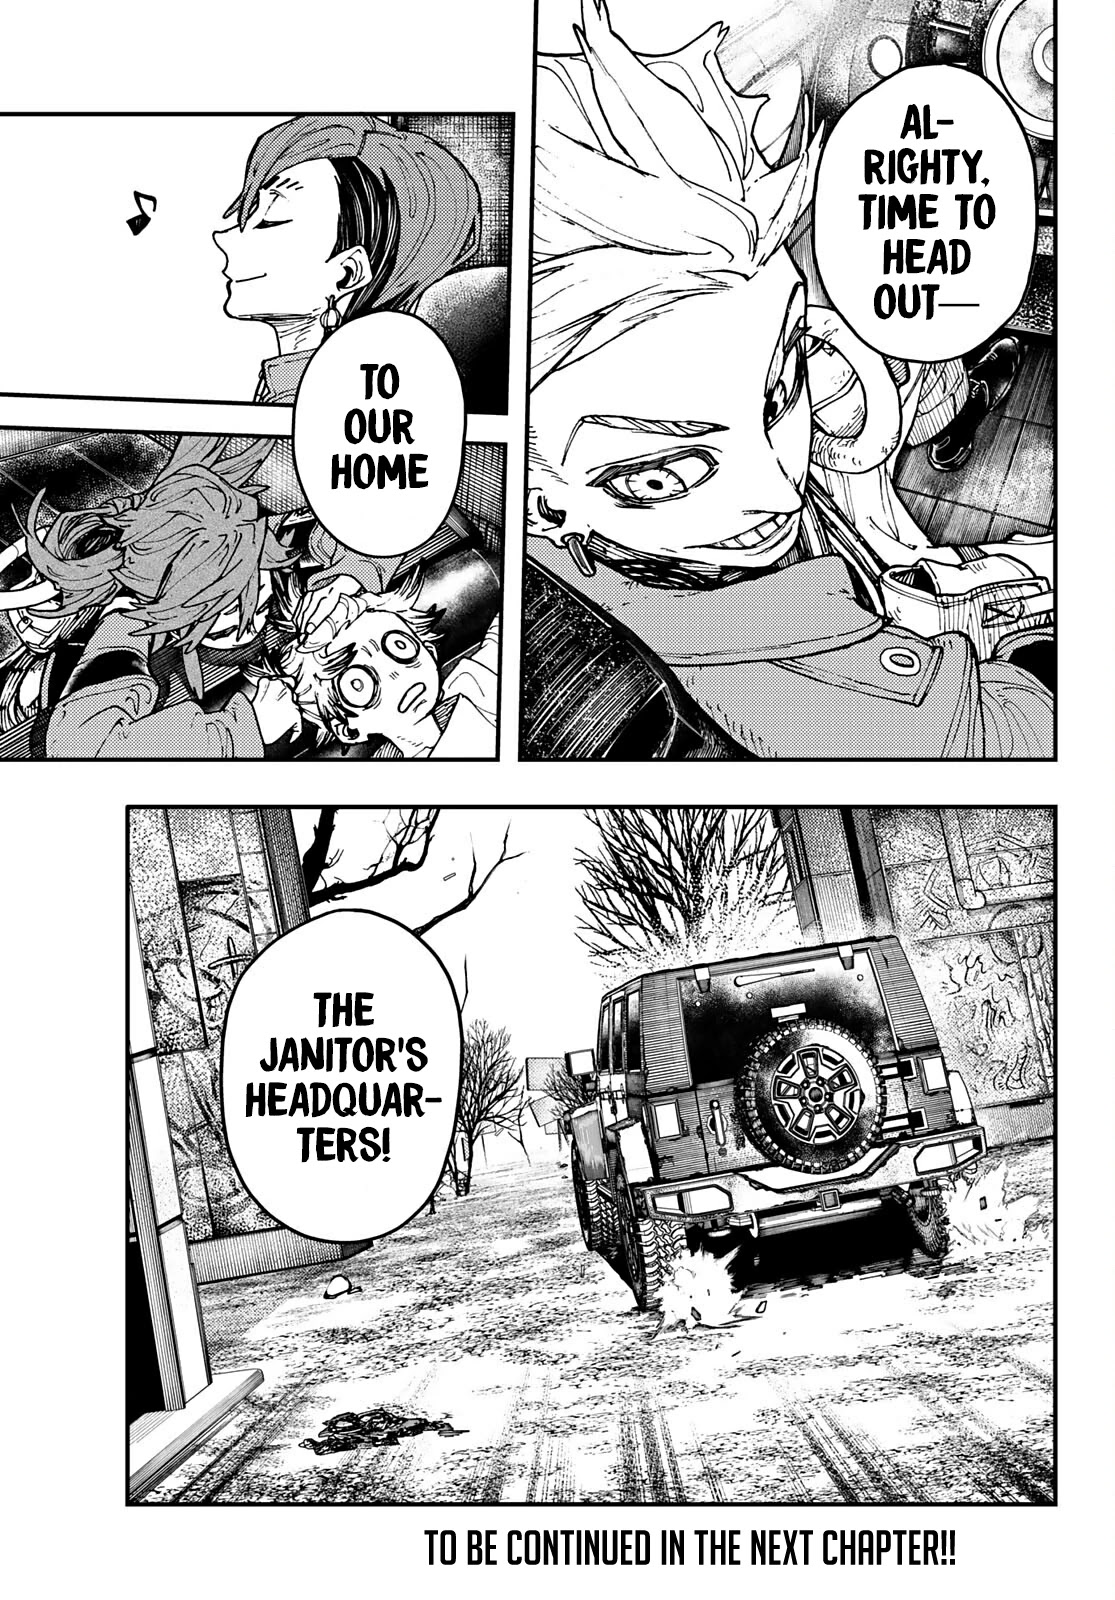 AL-
RIGHTY,
TIME TO
HEAD
OUT—
TO
OUR
HOME
THE
JANITOR'S
HEADQUAR-
TERS!
TO BE CONTINUED IN THE NEXT CHAPTER!!